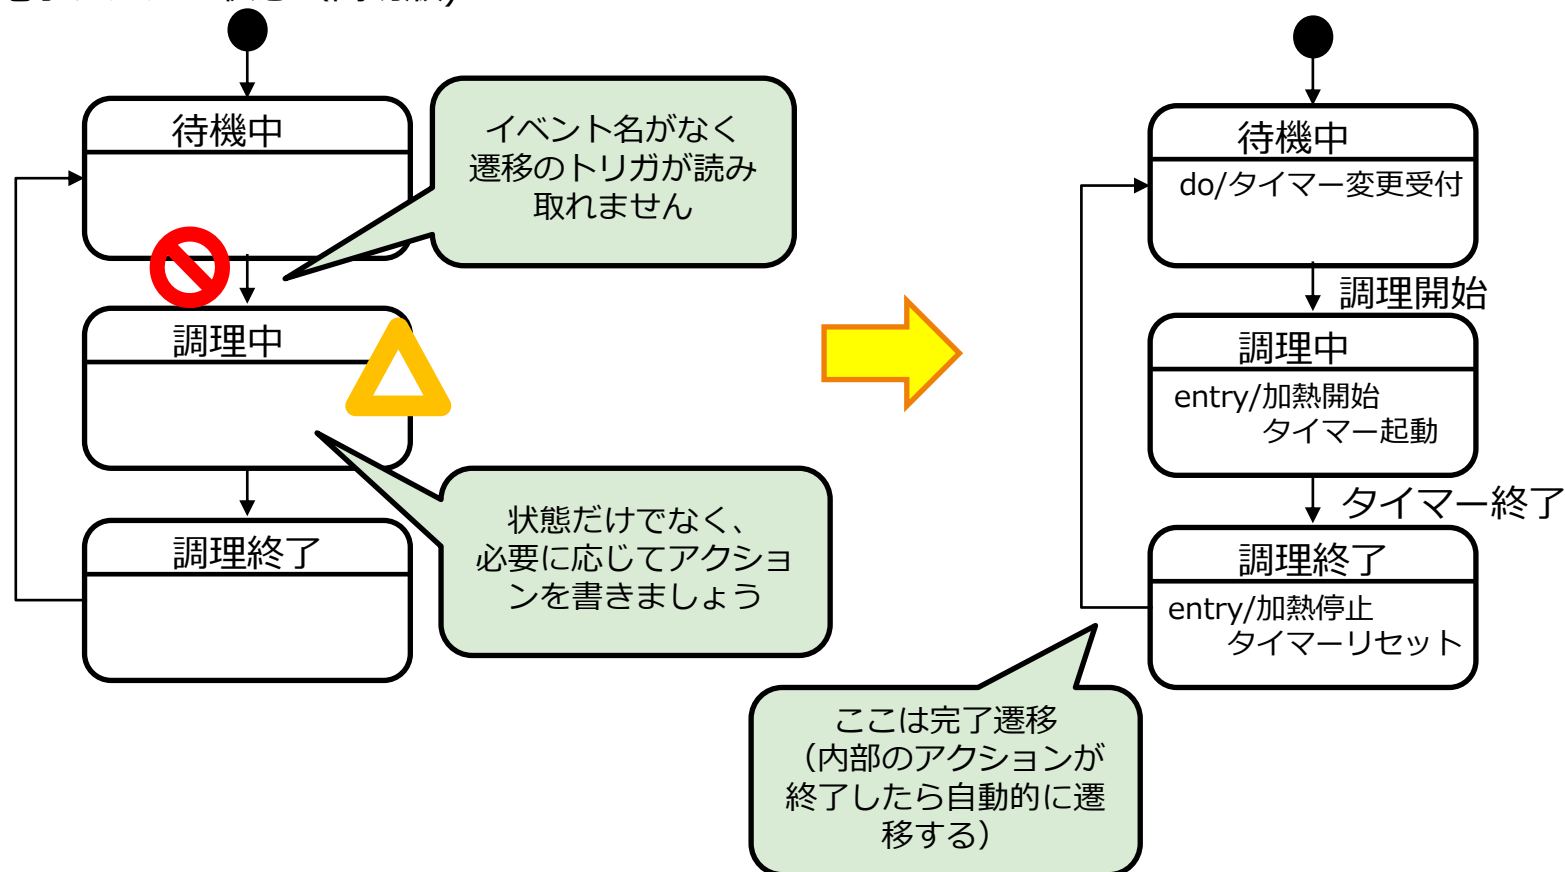 待機中
イベント名がなく
遷移のトリガが読み
取れません
調理中
状態だけでなく、
必要に応じてアクショ
ンを書きましょう
調理終了
待機中
do/タイマー変更受付
調理開始
調理中
entry/加熱開始
タイマー起動
タイマー終了
調理終了
entry/加熱停止
タイマーリセット
ここは完了遷移
（内部のアクションが
終了したら自動的に遷
移する）